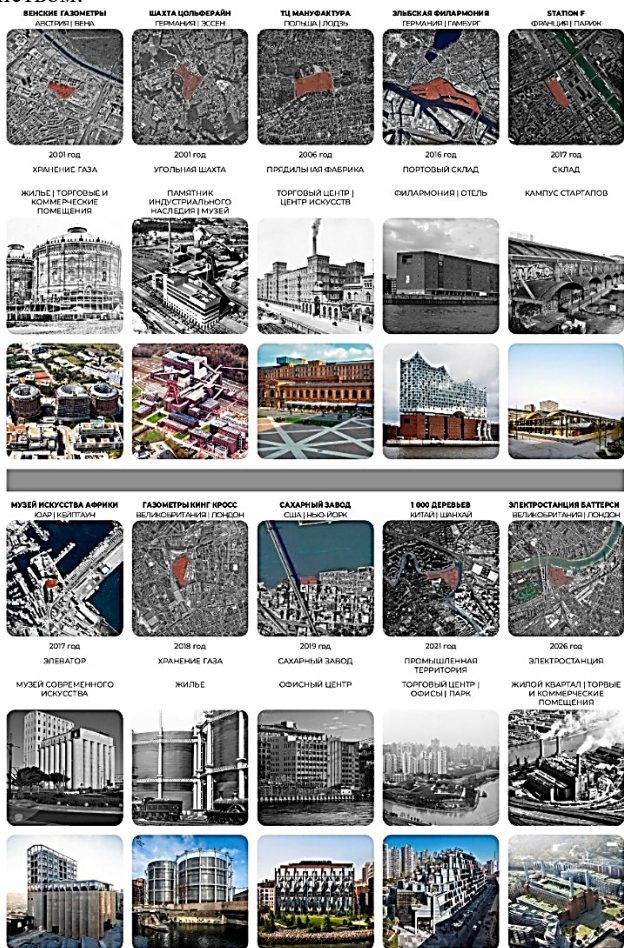 ВЕНСКИЕ ГАЗОМЕТРЫ
АВСТРИЯ | ВЕНА
ШАХТА ЦОЛЬФЕРАЙН
ГЕРМАНИЯ | ЭССЕН
ТЦ МАНУФАКТУРА
ПОЛЬША | ЛОДЗЬ
ЭЛЬБСКАЯ ФИЛАРМОНИЯ
ГЕРМАНИЯ | ГАМБУРГ
STATION F
ФРАНЦИЯ | ПАРИЖ
2001 год
2001 год
2006 год
2016 год
2017 год
ХРАНЕНИЕ ГАЗА
УГОЛЬНАЯ ШАХТА
ПРЯДИЛЬНАЯ ФАБРИКА
ПОРТОВЫЙ СКЛАД
СКЛАД
ЖИЛЬЕ | ТОРГОВЫЕ И
КОММЕРЧЕСКИЕ
ПОМЕЩЕНИЯ
ПАМЯТНИК
ИНДУСТРИАЛЬНОГО
НАСЛЕДИЯ | МУЗЕЙ
ТОРГОВЫЙ ЦЕНТР |
ЦЕНТР ИСКУССТВ
ФИЛАРМОНИЯ | ОТЕЛЬ
КАМПУС СТАРТАПОВ
МУЗЕЙ ИСКУССТВА АФРИКИ
ЮАР | КЕЙПТАУН
ГАЗОМЕТРЫ КИНГ КРОСС
ВЕЛИКОБРИТАНИЯ | ЛОНДОН
САХАРНЫЙ ЗАВОД
США | НЬЮ-ЙОРК
1 000 ДЕРЕВЬЕВ
КИТАЙ | ШАНХАЙ
ЭЛЕКТРОСТАНЦИЯ БАТТЕРСИ
ВЕЛИКОБРИТАНИЯ | ЛОНДОН
2017 год
2018 год
2019 год
2021 год
2026 год
ЭЛЕВАТОР
ХРАНЕНИЕ ГАЗА
САХАРНЫЙ ЗАВОД
ПРОМЫШЛЕННАЯ
ТЕРРИТОРИЯ
ЭЛЕКТРОСТАНЦИЯ
МУЗЕЙ СОВРЕМЕННОГО
ИСКУССТВА
ЖИЛЬЕ
ОФИСНЫЙ ЦЕНТР
ТОРГОВЫЙ ЦЕНТР |
ОФИСЫ | ПАРК
ЖИЛОЙ КВАРТАЛ | ТОРВЫЕ
И КОММЕРЧЕСКИЕ
ПОМЕЩЕНИЯ